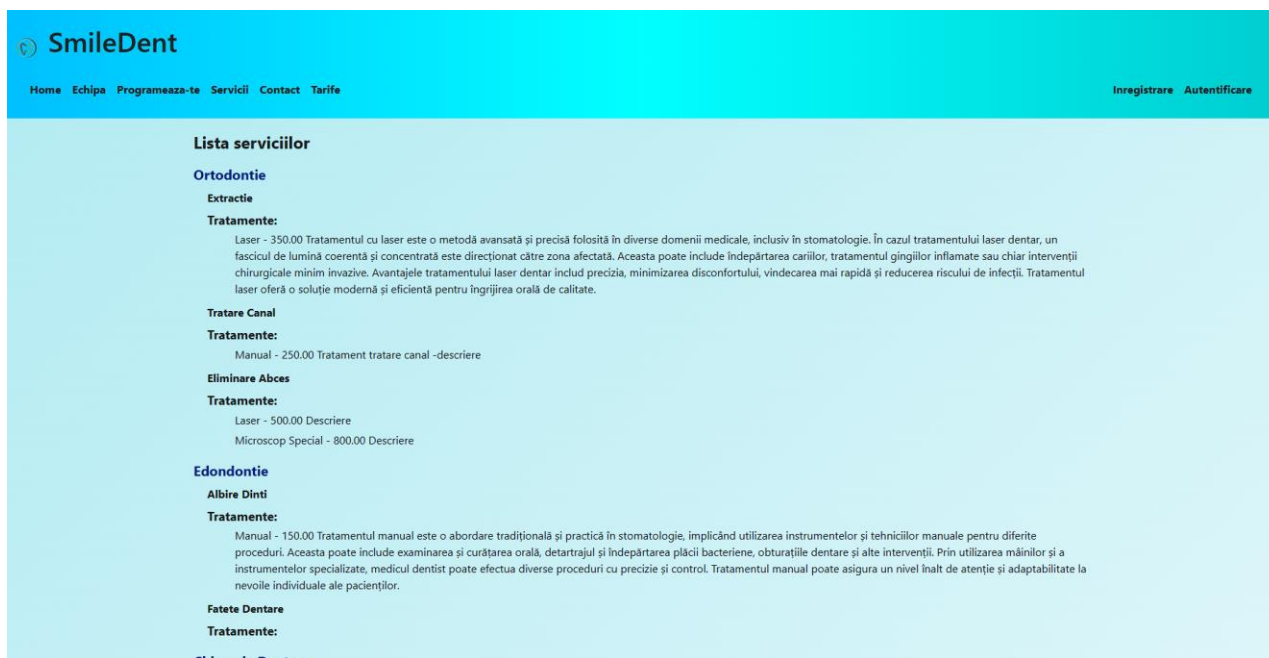 SmileDent
Home Echipa Programeaza-te Servicii Contact Tarife Inregistrare Autentificare
Lista serviciilor
Ortodontie
Extractie
Tratamente:
Laser - 350.00 Tratamentul cu laser este o metodă avansată și precisă folosită în diverse domenii medicale, inclusiv în stomatologie. În cazul tratamentului laser dentar, un
fascicul de lumină coerentă și concentrată este direcționat către zona afectată. Aceasta poate include îndepărtarea cariilor, tratamentul gingiilor inflamate sau chiar intervenții
chirurgicale minim invazive. Avantajele tratamentului laser dentar includ precizia, minimizarea disconfortului, vindecarea mai rapidă și reducerea riscului de infecții. Tratamentul
laser oferă o soluție modernă și eficientă pentru îngrijirea orală de calitate.
Tratare Canal
Tratamente:
Manual - 250.00 Tratament tratare canal -descriere
Eliminare Abces
Tratamente:
Laser - 500.00 Descriere
Microscop Special - 800.00 Descriere
Edondontie
Albire Dinti
Tratamente:
Manual - 150.00 Tratamentul manual este o abordare tradițională și practică în stomatologie, implicând utilizarea instrumentelor și tehnicilor manuale pentru diferite
proceduri. Aceasta poate include examinarea și curățarea orală, detartrajul și îndepărtarea plăcii bacteriene, obturațiile dentare și alte intervenții. Prin utilizarea mâinilor și a
instrumentelor specializate, medicul dentist poate efectua diverse proceduri cu precizie și control. Tratamentul manual poate asigura un nivel înalt de atenție și adaptabilitate la
nevoile individuale ale pacienților.
Fatete Dentare
Tratamente: